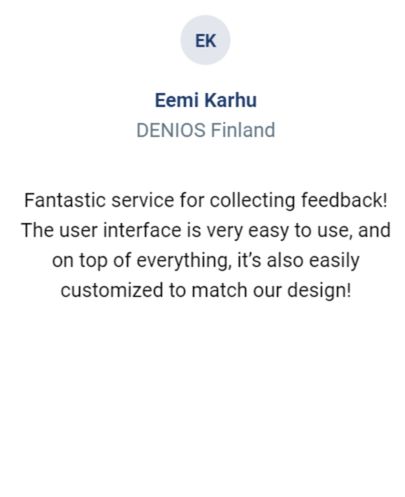 EK
Eemi Karhu
DENIOS Finland
Fantastic service for collecting feedback!
The user interface is very easy to use, and
on top of everything, it’s also easily
customized to match our design!